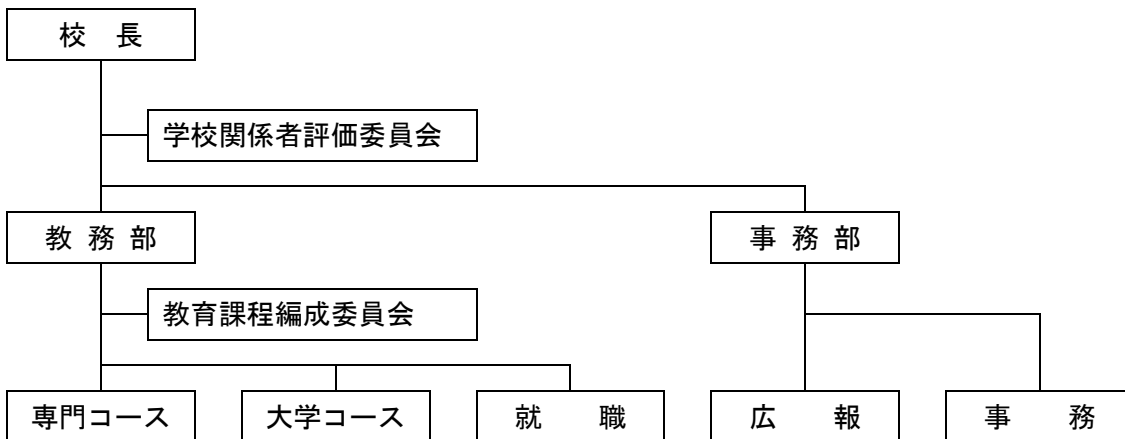 校　長
学校関係者評価委員会
教 務 部
事 務 部
教育課程編成委員会
専門コース
大学コース
就　　職
広　　報
事　　務